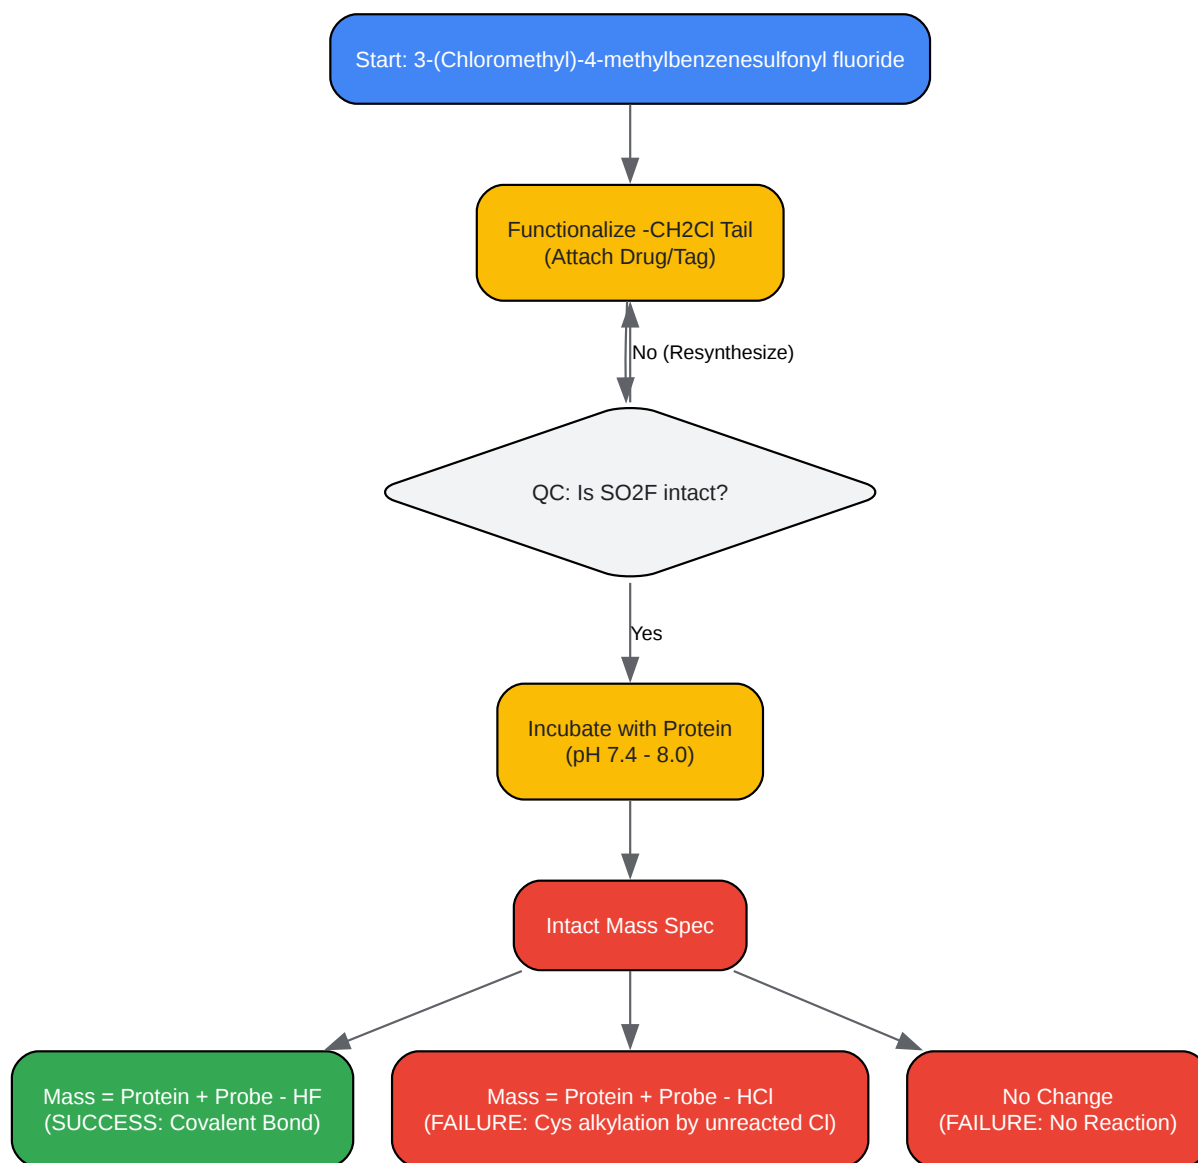 Start: 3-(Chloromethyl)-4-methylbenzenesulfonyl fluoride
Functionalize -CH2Cl Tail
(Attach Drug/Tag)
No (Resynthesize)
QC: Is SO2F intact?
Yes
Incubate with Protein
(pH 7.4 - 8.0)
Intact Mass Spec
Mass = Protein + Probe - HF
(SUCCESS: Covalent Bond)
Mass = Protein + Probe - HCl
(FAILURE: Cys alkylation by unreacted Cl)
No Change
(FAILURE: No Reaction)